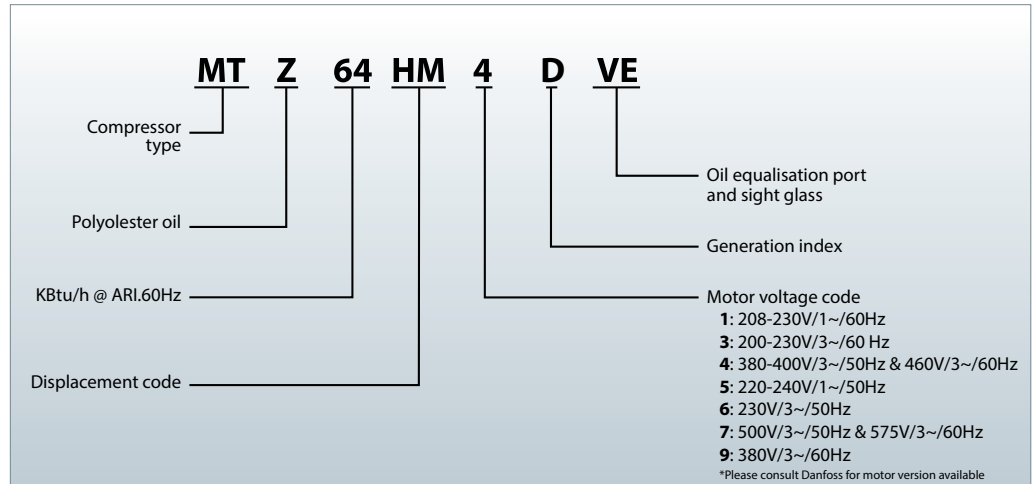 MT Z 64 HM 4 D VE
Compressor
type
Polyolester oil
KBtu/h @ ARI.60Hz
Displacement code
Oil equalisation port
and sight glass
Generation index
Motor voltage code
1: 208-230V/1~/60Hz
3: 200-230V/3~/60 Hz
4: 380-400V/3~/50Hz & 460V/3~/60Hz
5: 220-240V/1~/50Hz
6: 230V/3~/50Hz
7: 500V/3~/50Hz & 575V/3~/60Hz
9: 380V/3~/60Hz
*Please consult Danfoss for motor version available